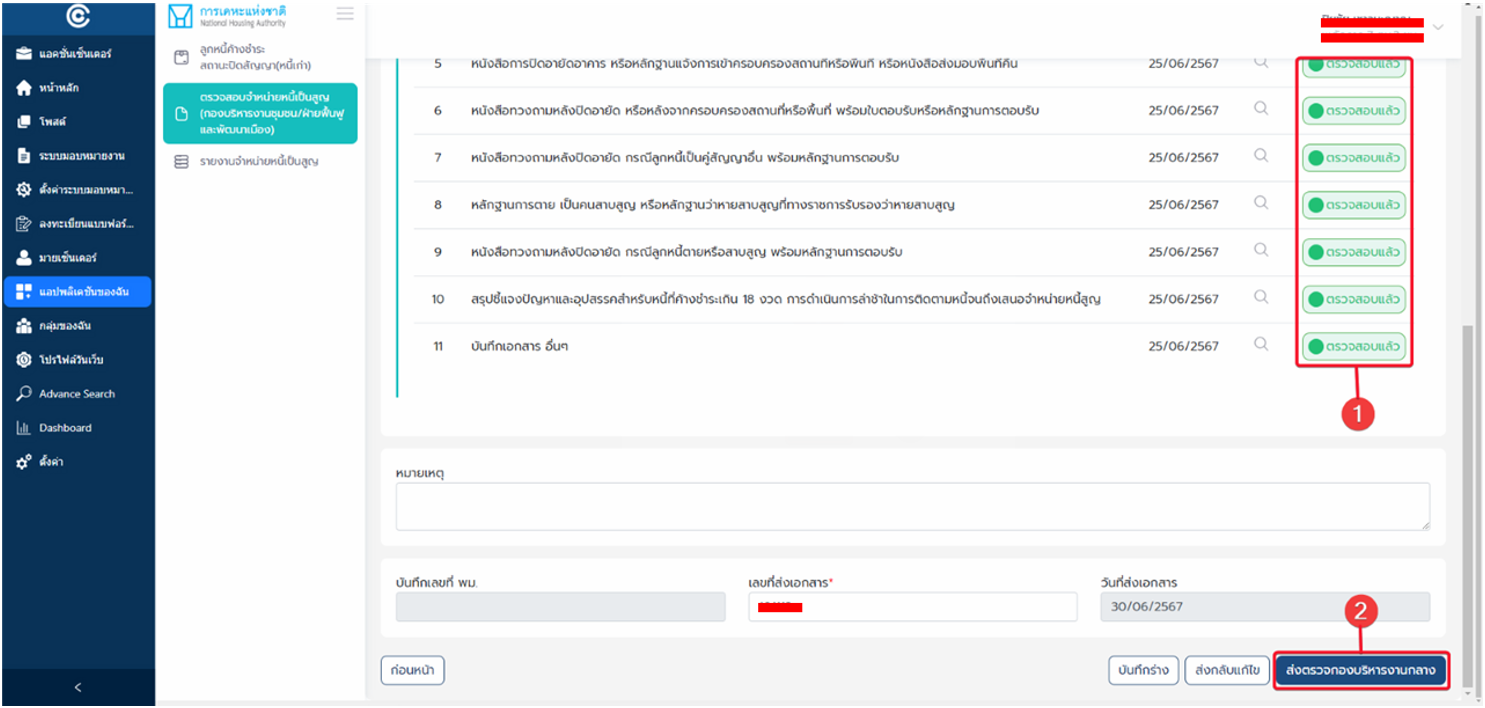 การเคหะแห่งชาติ
National Housing Authority
แอคชั่นเซ็นเตอร์
หน้าหลัก
โพสต์
ระบบมอบหมายงาน
ตั้งค่าระบบมอบหมา...
ลงทะเบียนแบบฟอร์...
มายเซ็นเตอร์
แอปพลิเคชันของฉัน
กลุ่มของฉัน
โปรไฟล์วันเว็บ
Advance Search
Dashboard
ตั้งค่า
<
ลูกหนี้ค้างชำระ
สถานะปิดสัญญา(หนี้เก่า)
ตรวจสอบจำหน่ายหนี้เป็นสูญ
(กองบริหารงานชุมชน/ฝ่ายฟื้นฟู
และพัฒนาเมือง)
รายงานจำหน่ายหนี้เป็นสูญ
5 หนังสือการปิดอายัดอาคาร หรือหลักฐานแจ้งการเข้าครอบครองสถานที่หรือพื้นที่ หรือหนังสือส่งมอบพื้นที่คืน 25/06/2567 ตรวจสอบแล้ว
6 หนังสือทวงถามหลังปิดอายัด หรือหลังจากครอบครองสถานที่หรือพื้นที่ พร้อมใบตอบรับหรือหลักฐานการตอบรับ 25/06/2567 ตรวจสอบแล้ว
7 หนังสือทวงถามหลังปิดอายัด กรณีลูกหนี้เป็นคู่สัญญาอื่น พร้อมหลักฐานการตอบรับ 25/06/2567 ตรวจสอบแล้ว
8 หลักฐานการตาย เป็นคนสาบสูญ หรือหลักฐานว่าหายสาบสูญที่ทางราชการรับรองว่าหายสาบสูญ 25/06/2567 ตรวจสอบแล้ว
9 หนังสือทวงถามหลังปิดอายัด กรณีลูกหนี้ตายหรือสาบสูญ พร้อมหลักฐานการตอบรับ 25/06/2567 ตรวจสอบแล้ว
10 สรุปชี้แจงปัญหาและอุปสรรคสำหรับหนี้ที่ค้างชำระเกิน 18 งวด การดำเนินการล่าช้าในการติดตามหนี้จนถึงเสนอจำหน่ายหนี้สูญ 25/06/2567 ตรวจสอบแล้ว
11 บันทึกเอกสาร อื่นๆ 25/06/2567 ตรวจสอบแล้ว
1
หมายเหตุ
บันทึกเลขที่ พม. เลขที่ส่งเอกสาร* วันที่ส่งเอกสาร
30/06/2567
2
ก่อนหน้า บันทึกร่าง ส่งกลับแก้ไข ส่งตรวจกองบริหารงานกลาง